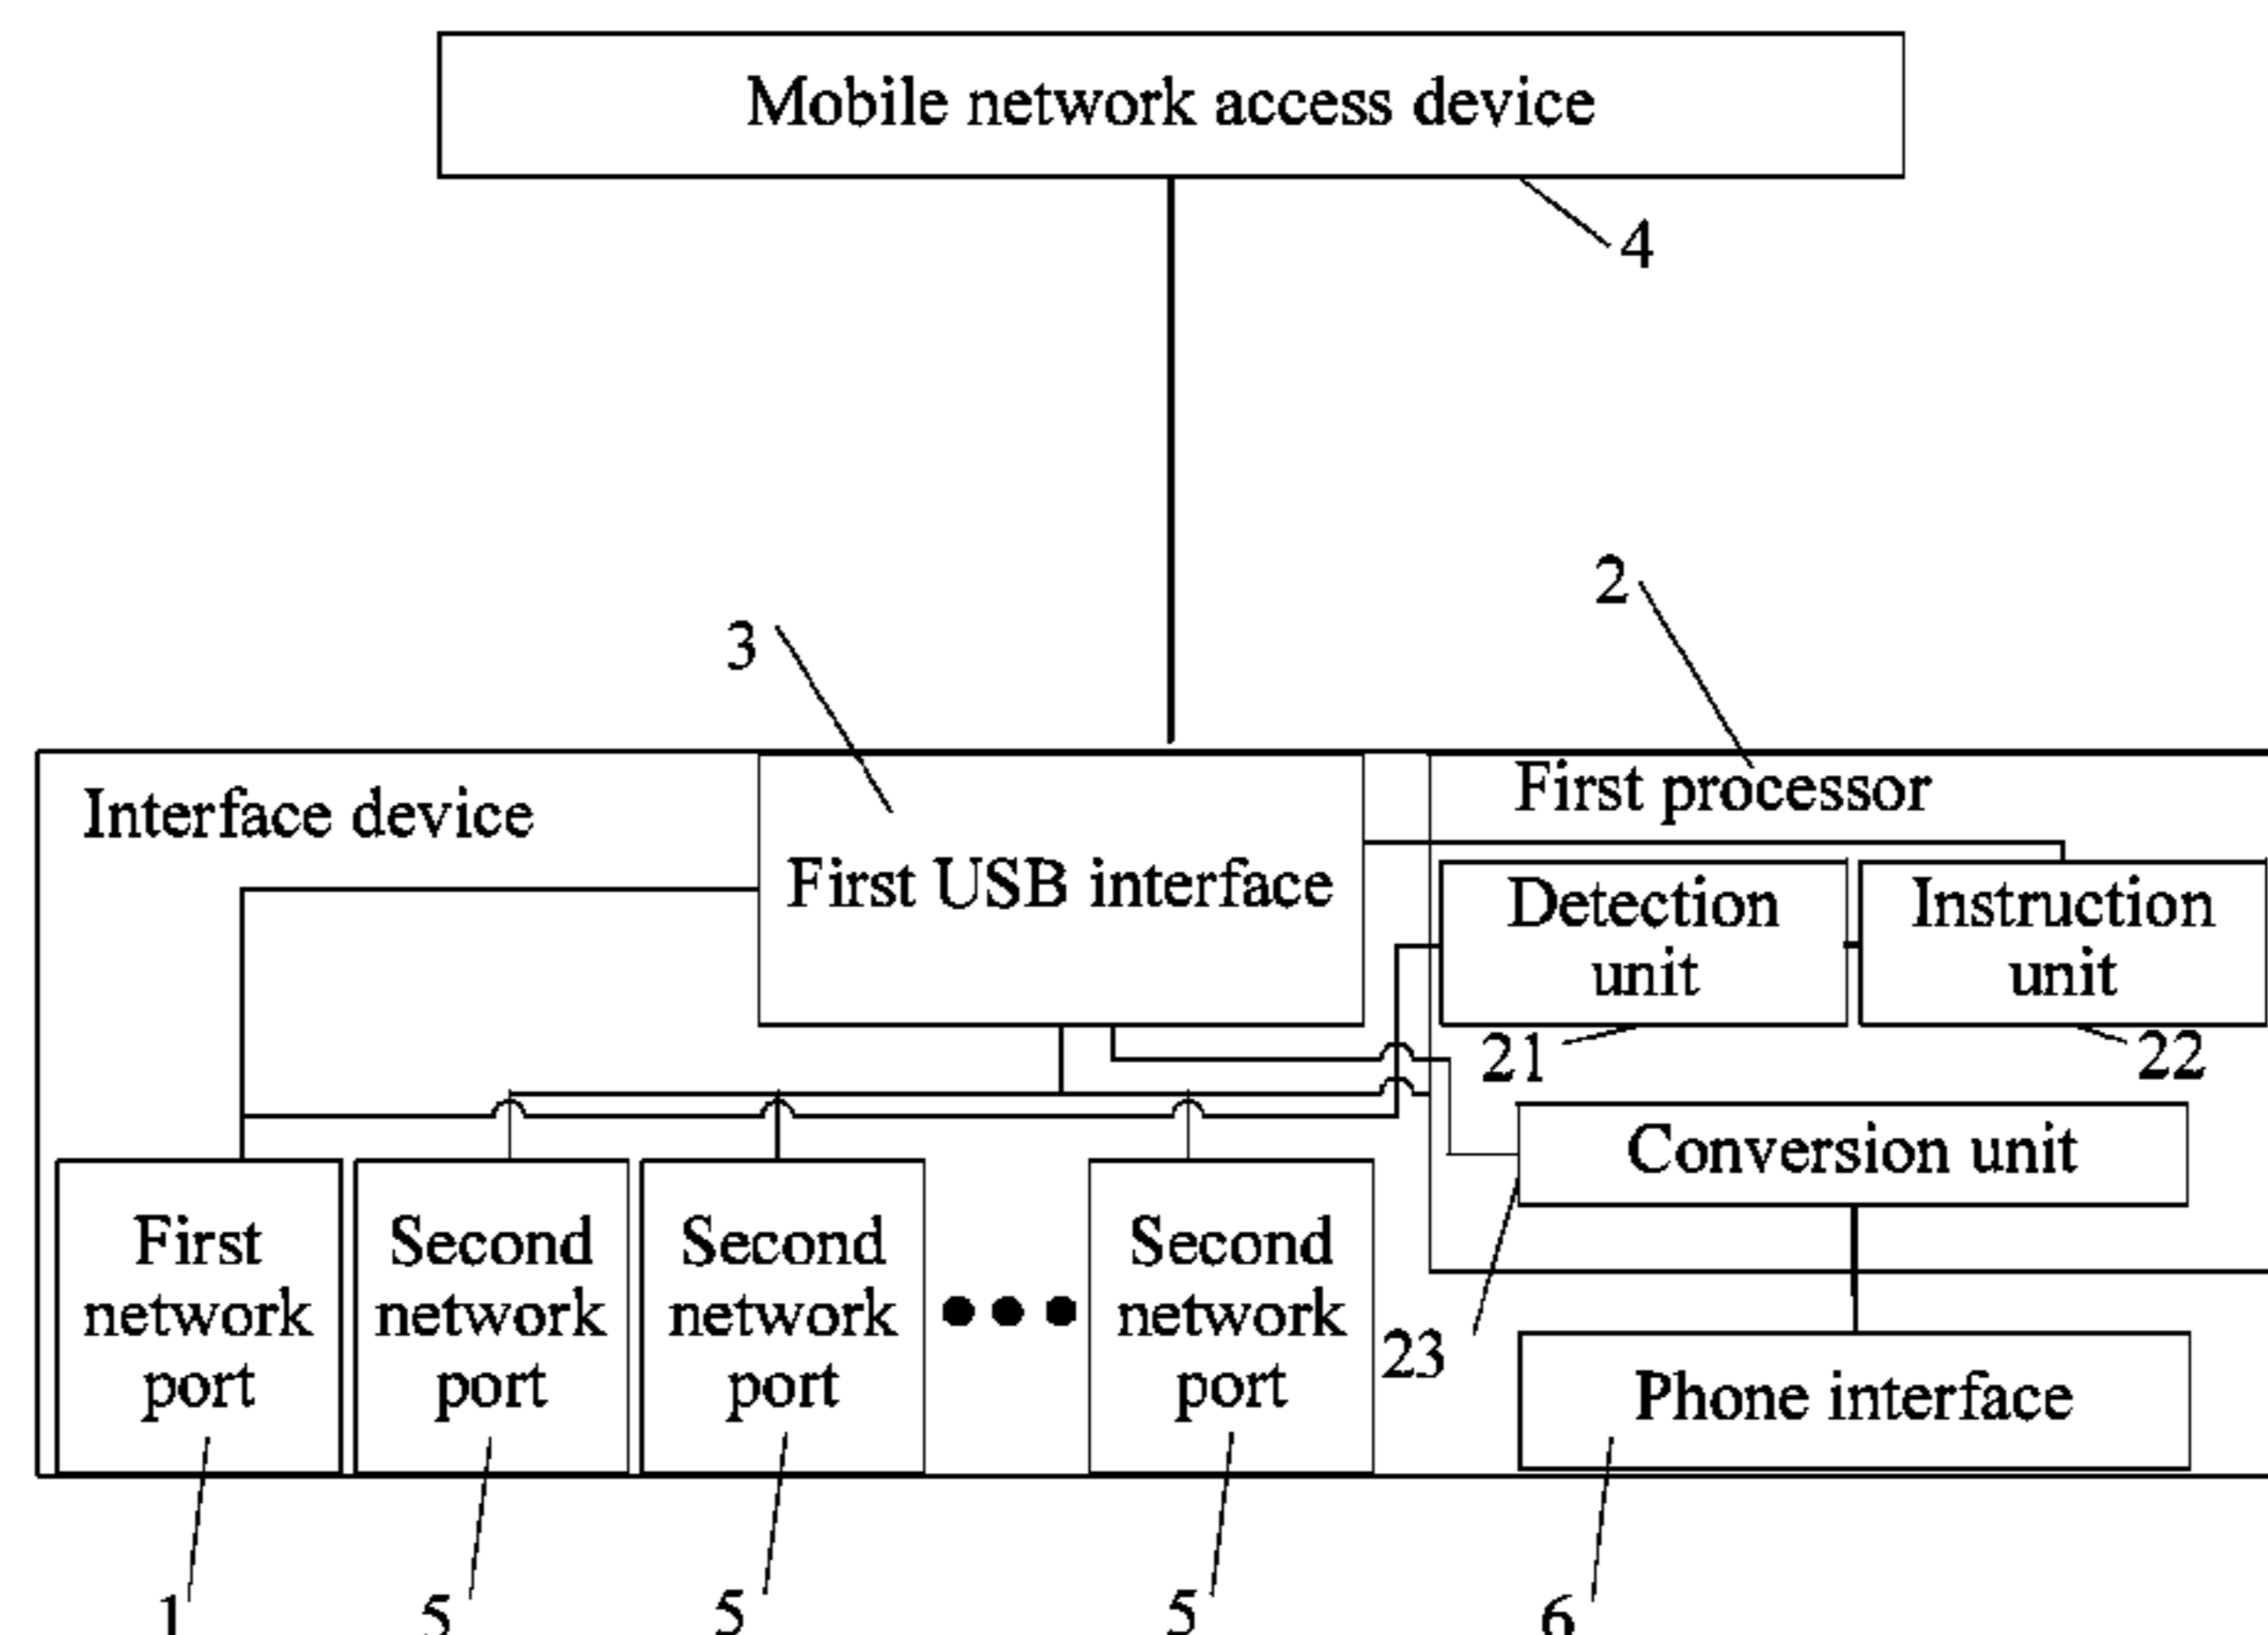 Mobile network access device
4
2
3
Interface device
First processor
First USB interface
Detection
unit
Instruction
unit
21
22
Conversion unit
First
network
port
Second
network
port
Second
network
port
Second
network
port
23
Phone interface
1
5
5
5
6